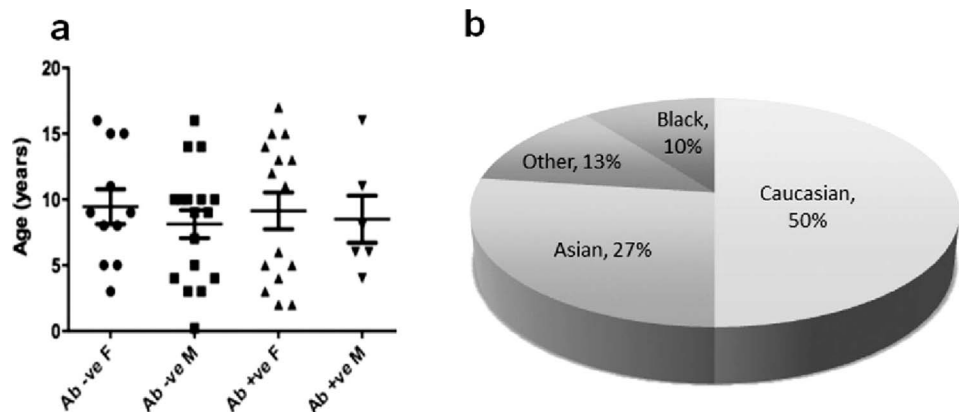 a
Age (years)
20
15
10
5
0
Ab -ve F
Ab -ve M
Ab +ve F
Ab +ve M
b
Black,
10%
Other, 13%
Caucasian,
50%
Asian, 27%